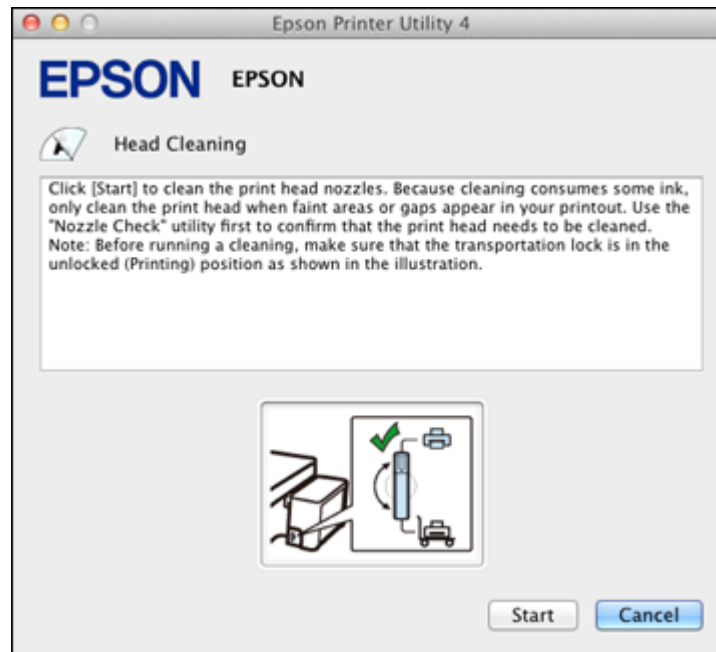 Epson Printer Utility 4
EPSON EPSON
Head Cleaning
Click [Start] to clean the print head nozzles. Because cleaning consumes some ink,
only clean the print head when faint areas or gaps appear in your printout. Use the
"Nozzle Check" utility first to confirm that the print head needs to be cleaned.
Note: Before running a cleaning, make sure that the transportation lock is in the
unlocked (Printing) position as shown in the illustration.
Start Cancel